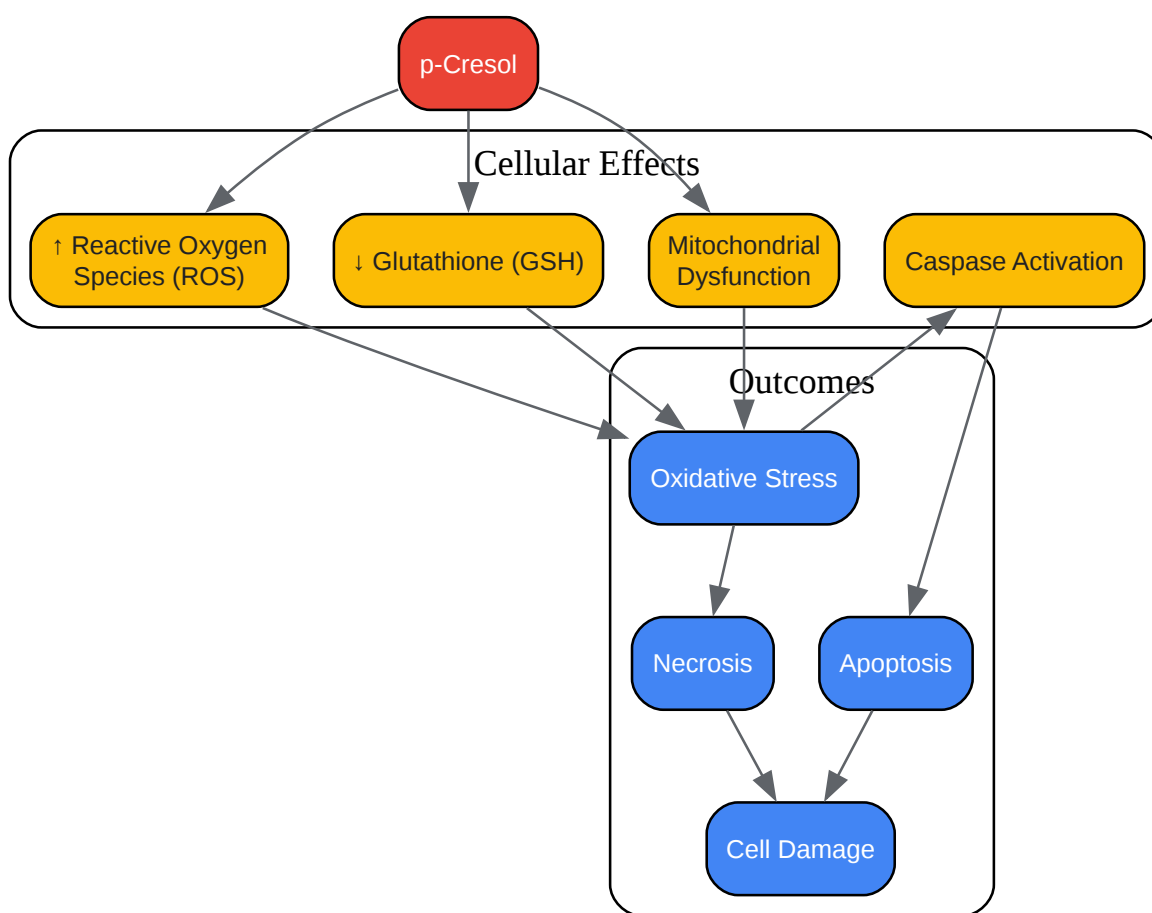 p-Cresol
Cellular Effects
↑ Reactive Oxygen
Species (ROS)
↓ Glutathione (GSH)
Mitochondrial
Dysfunction
Caspase Activation
Outcomes
Oxidative Stress
Necrosis
Apoptosis
Cell Damage